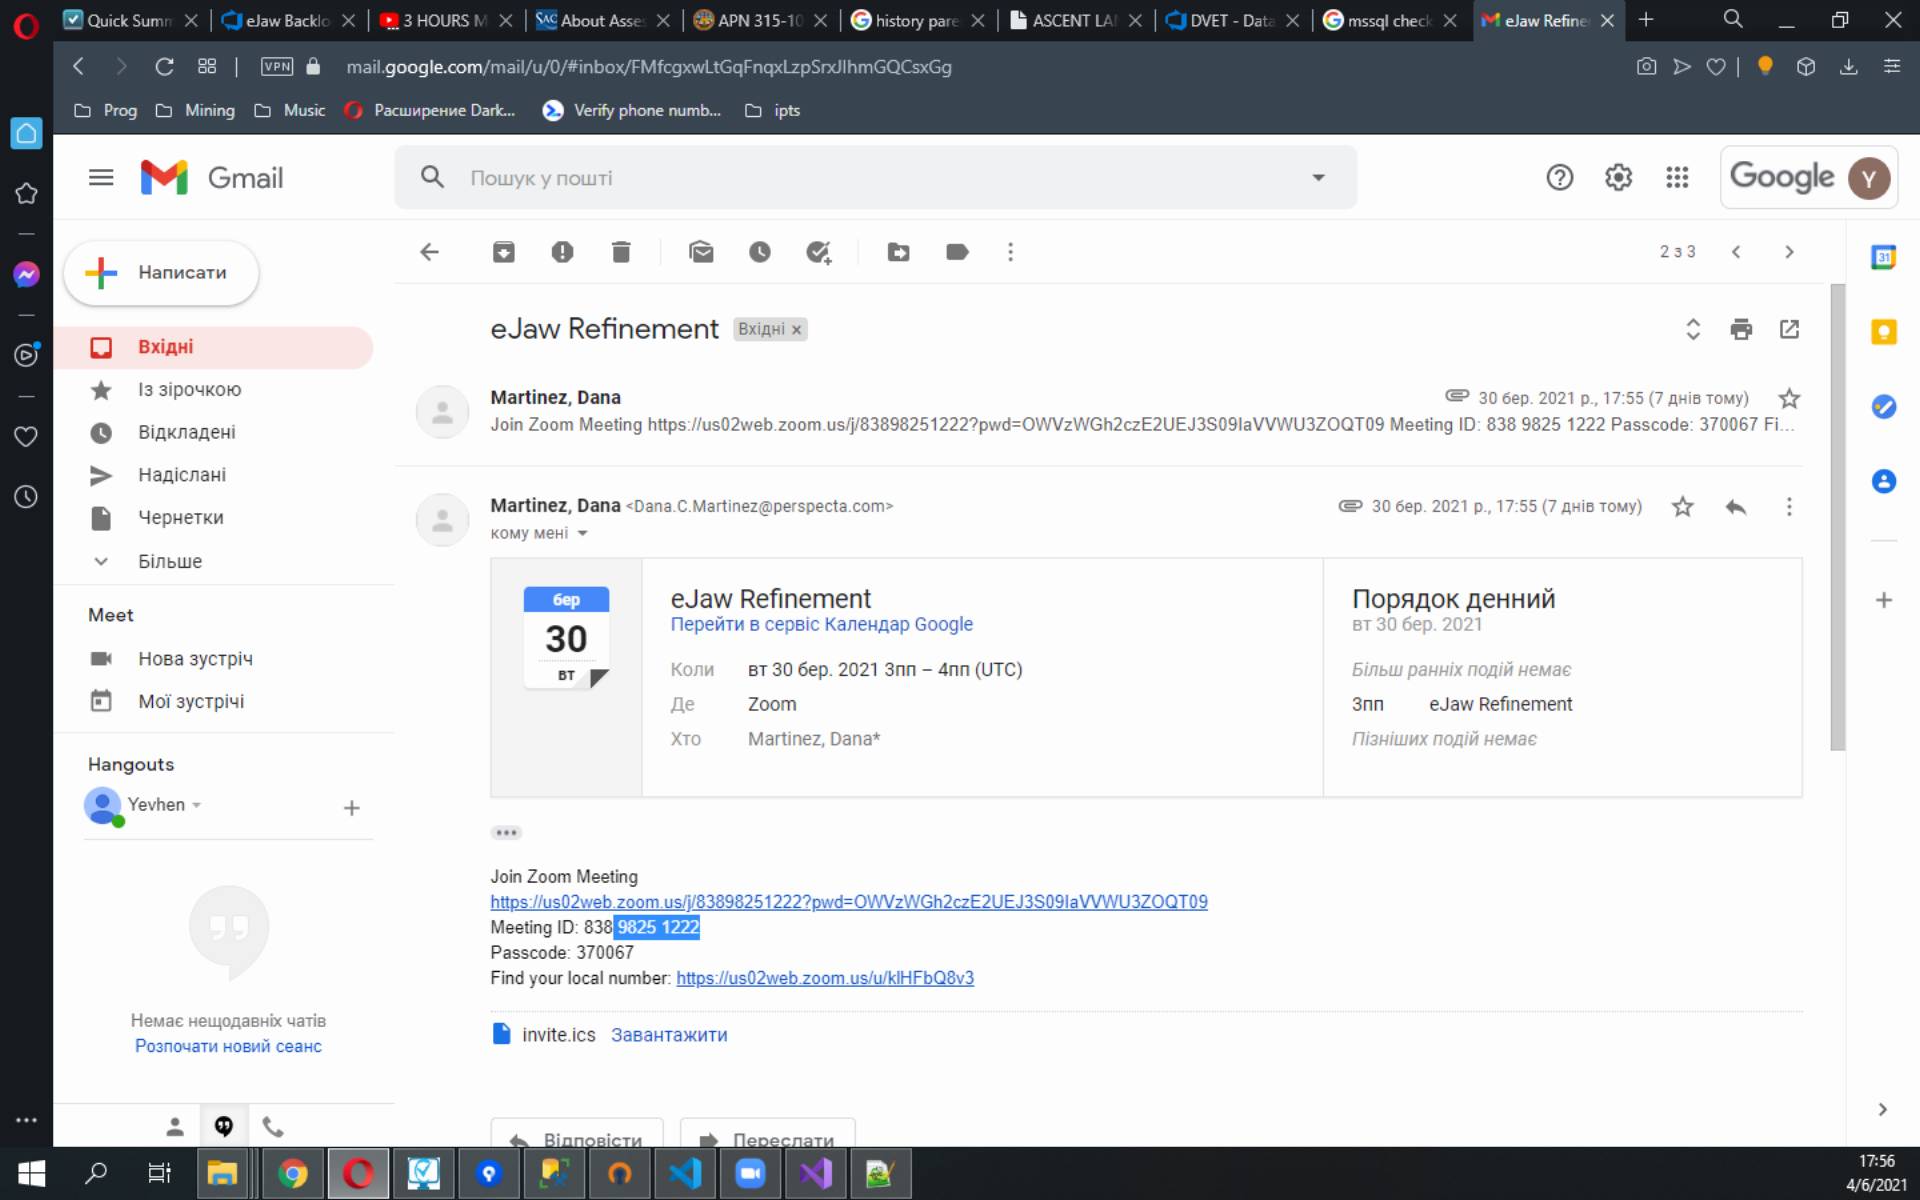 Quick Summ
eJaw Backlo
3 HOURS M
SAC About Asses
APN 315-10
history pare
ASCENT LAN
DVET - Data
mssql check
eJaw Refine
VPN mail.google.com/mail/u/0/#inbox/FMfcgxwLtGqFnqxLzpSrxJlhmGQCsxGg
Prog Mining Music Расширение Dark... Verify phone numb... ipts
Gmail
Пошук у пошті
Google Y
Написати
2 з 3
31
Вхідні
Із зірочкою
Відкладені
Надіслані
Чернетки
Більше
Meet
Нова зустріч
Мої зустрічі
Hangouts
Yevhen
Немає нещодавніх чатів
Розпочати новий сеанс
eJaw Refinement Вхідні x
Martinez, Dana 30 бер. 2021 р., 17:55 (7 днів тому)
Join Zoom Meeting https://us02web.zoom.us/j/83898251222?pwd=OWVzWGh2czE2UEJ3S09IaVVWU3ZOQT09 Meeting ID: 838 9825 1222 Passcode: 370067 Fi...
Martinez, Dana <Dana.C.Martinez@perspecta.com> 30 бер. 2021 р., 17:55 (7 днів тому)
кому мені
бер
30
вт
eJaw Refinement
Перейти в сервіс Календар Google
Коли вт 30 бер. 2021 3пп – 4пп (UTC)
Де Zoom
Хто Martinez, Dana*
Порядок денний
вт 30 бер. 2021
Більш ранніх подій немає
3пп eJaw Refinement
Пізніших подій немає
Join Zoom Meeting
https://us02web.zoom.us/j/83898251222?pwd=OWVzWGh2czE2UEJ3S09IaVVWU3ZOQT09
Meeting ID: 838 9825 1222
Passcode: 370067
Find your local number: https://us02web.zoom.us/u/klHFbQ8v3
invite.ics Завантажити
Відповісти Переслати
17:56
4/6/2021